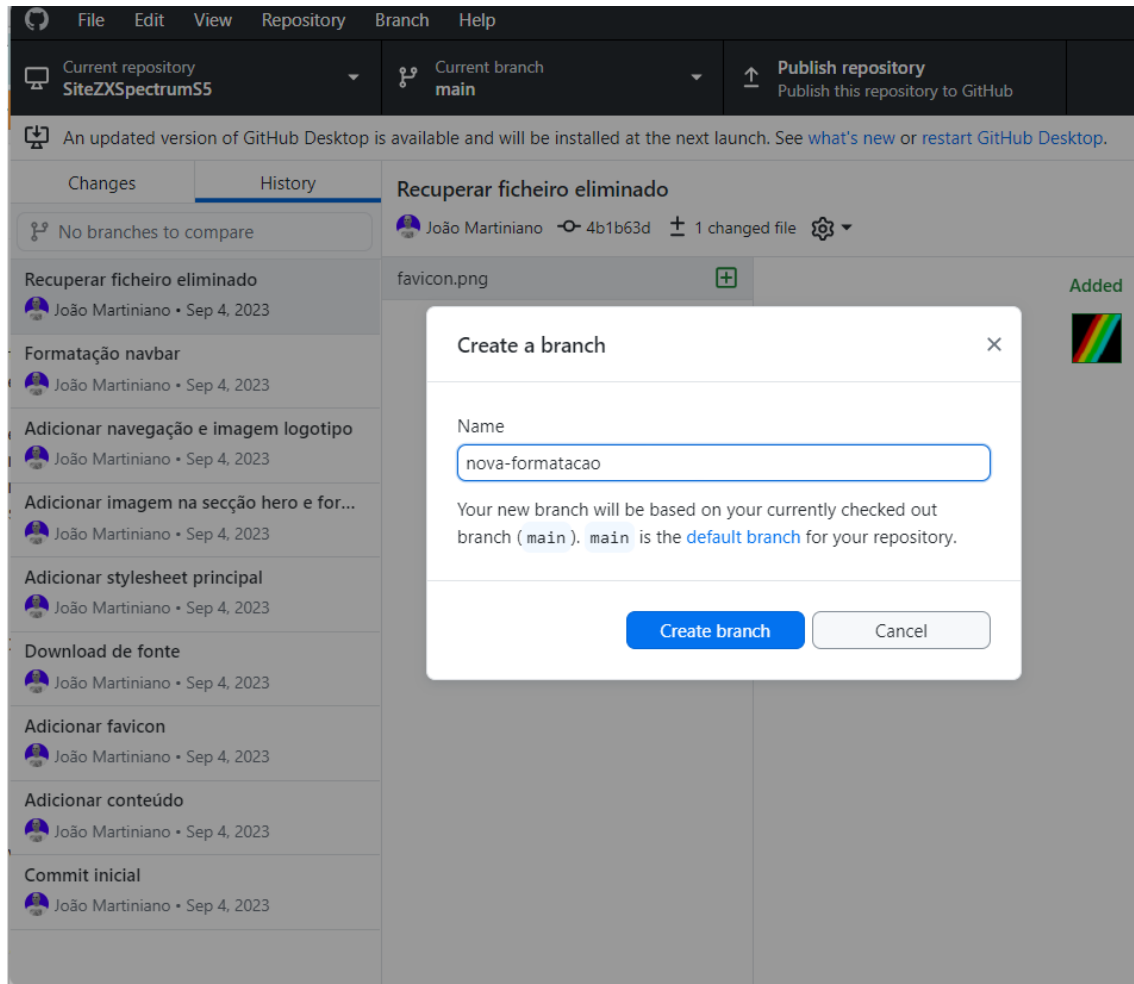 File Edit View Repository Branch Help
Current repository
SiteZXSpectrumS5
Current branch
main
Publish repository
Publish this repository to GitHub
An updated version of GitHub Desktop is available and will be installed at the next launch. See what's new or restart GitHub Desktop.
Changes
History
No branches to compare
Recuperar ficheiro eliminado
João Martiniano • Sep 4, 2023
Formatação navbar
João Martiniano • Sep 4, 2023
Adicionar navegação e imagem logotipo
João Martiniano • Sep 4, 2023
Adicionar imagem na secção hero e for...
João Martiniano • Sep 4, 2023
Adicionar stylesheet principal
João Martiniano • Sep 4, 2023
Download de fonte
João Martiniano • Sep 4, 2023
Adicionar favicon
João Martiniano • Sep 4, 2023
Adicionar conteúdo
João Martiniano • Sep 4, 2023
Commit inicial
João Martiniano • Sep 4, 2023
Recuperar ficheiro eliminado
João Martiniano 4b1b63d 1 changed file
favicon.png
Added
Create a branch
Name
nova-formatacao
Your new branch will be based on your currently checked out
branch (main). main is the default branch for your repository.
Create branch
Cancel